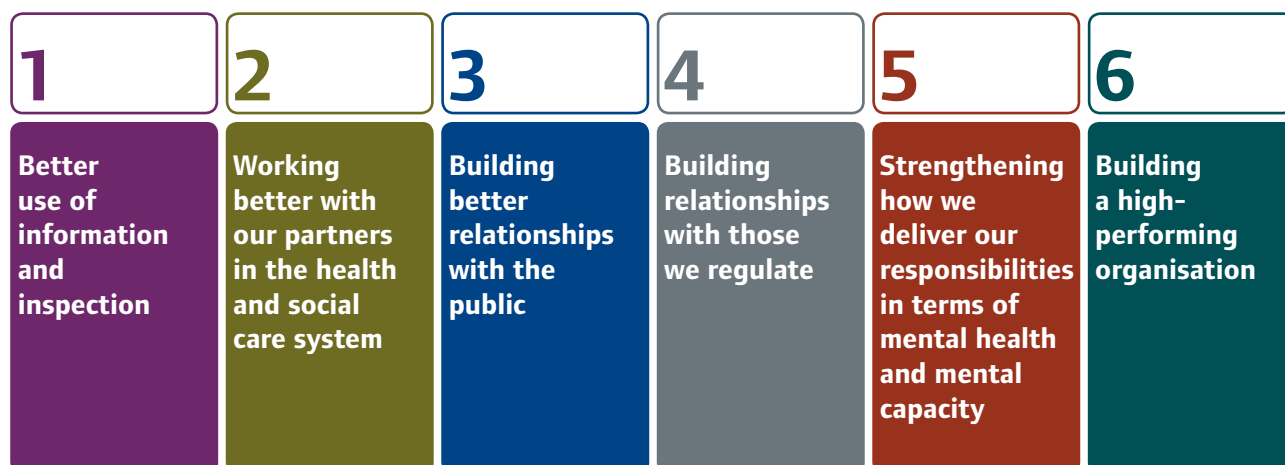 1
Better
use of
information
and
inspection
2
Working
better with
our partners
in the health
and social
care system
3
Building
better
relationships
with the
public
4
Building
relationships
with those
we regulate
5
Strengthening
how we
deliver our
responsibilities
in terms of
mental health
and mental
capacity
6
Building
a high-
performing
organisation